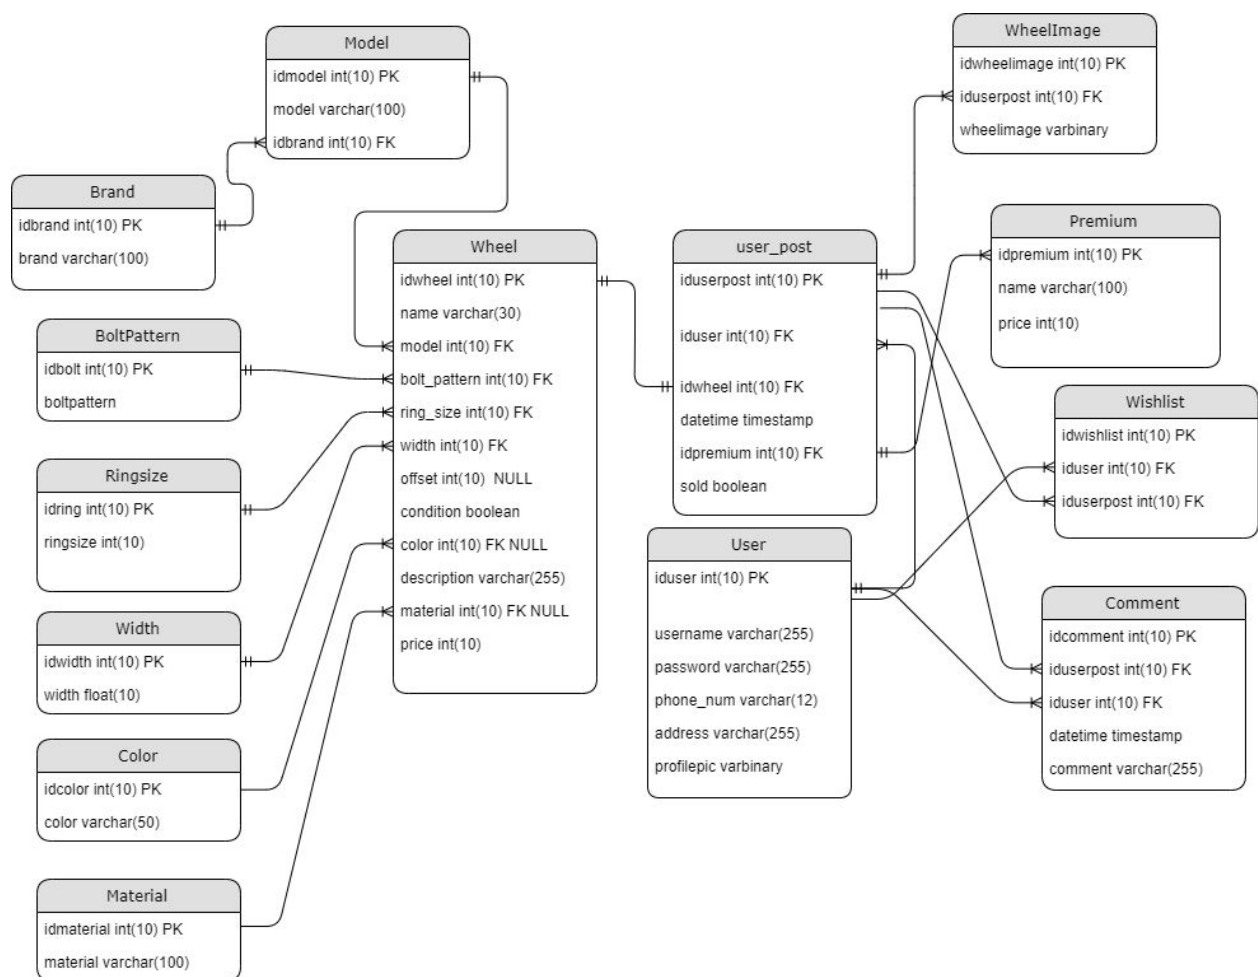 Model
idmodel int(10) PK
model varchar(100)
idbrand int(10) FK
Brand
idbrand int(10) PK
brand varchar(100)
BoltPattern
idbolt int(10) PK
boltpattern
Ringsize
idring int(10) PK
ringsize int(10)
Width
idwidth int(10) PK
width float(10)
Color
idcolor int(10) PK
color varchar(50)
Material
idmaterial int(10) PK
material varchar(100)
Wheel
idwheel int(10) PK
name varchar(30)
model int(10) FK
bolt_pattern int(10) FK
ring_size int(10) FK
width int(10) FK
offset int(10) NULL
condition boolean
color int(10) FK NULL
description varchar(255)
material int(10) FK NULL
price int(10)
user_post
iduserpost int(10) PK
iduser int(10) FK
idwheel int(10) FK
datetime timestamp
idpremium int(10) FK
sold boolean
User
iduser int(10) PK
username varchar(255)
password varchar(255)
phone_num varchar(12)
address varchar(255)
profilepic varbinary
WheelImage
idwheelimage int(10) PK
iduserpost int(10) FK
wheelimage varbinary
Premium
idpremium int(10) PK
name varchar(100)
price int(10)
Wishlist
idwishlist int(10) PK
iduser int(10) FK
iduserpost int(10) FK
Comment
idcomment int(10) PK
iduserpost int(10) FK
iduser int(10) FK
datetime timestamp
comment varchar(255)